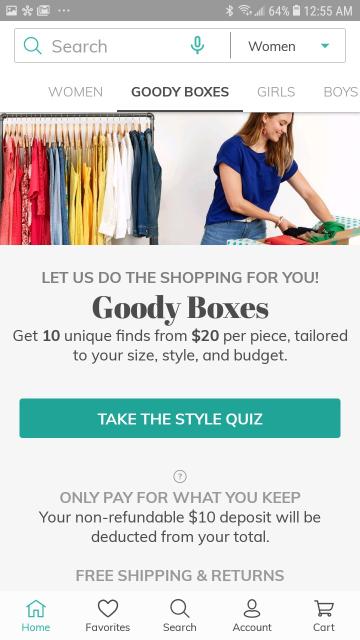 64% 12:55 AM
Search
Women
WOMEN GOODY BOXES GIRLS BOYS
LET US DO THE SHOPPING FOR YOU!
Goody Boxes
Get 10 unique finds from $20 per piece, tailored
to your size, style, and budget.
TAKE THE STYLE QUIZ
?
ONLY PAY FOR WHAT YOU KEEP
Your non-refundable $10 deposit will be
deducted from your total.
FREE SHIPPING & RETURNS
Home Favorites Search Account Cart